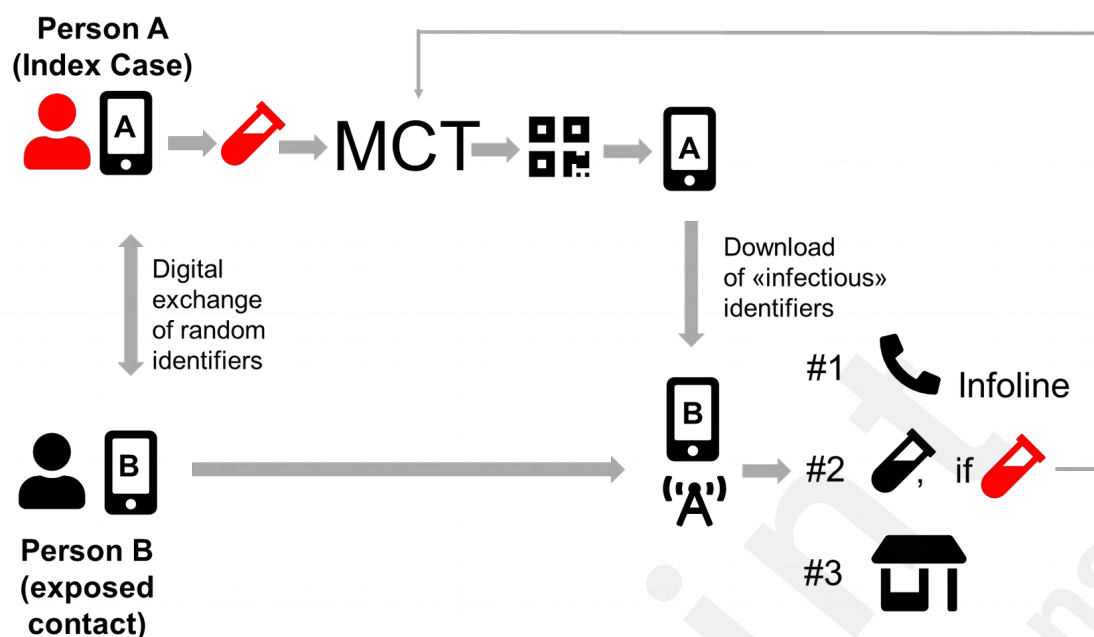 Person A
(Index Case)
A
MCT
A
Digital
exchange
of random
identifiers
Download
of «infectious»
identifiers
#1
Infoline
B
B
#2
, if
#3
Person B
(exposed
contact)